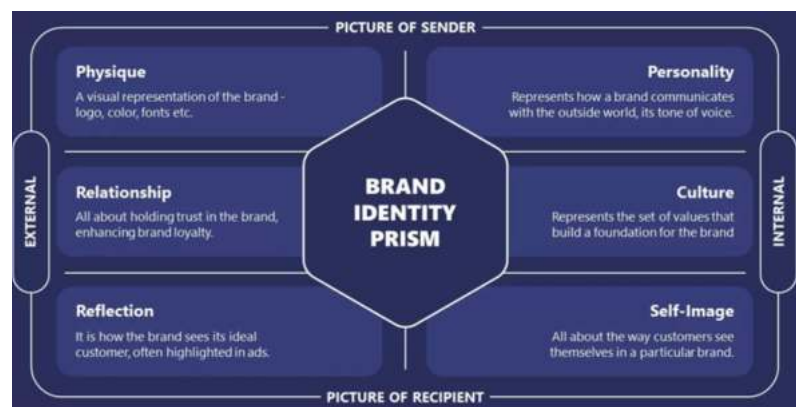 PICTURE OF SENDER
Physique
A visual representation of the brand -
logo, color, fonts etc.
Personality
Represents how a brand communicates
with the outside world, its tone of voice.
EXTERNAL
Relationship
All about holding trust in the brand,
enhancing brand loyalty.
BRAND
IDENTITY
PRISM
Culture
Represents the set of values that
build a foundation for the brand
INTERNAL
Reflection
It is how the brand sees its ideal
customer, often highlighted in ads.
Self-Image
All about the way customers see
themselves in a particular brand.
PICTURE OF RECIPIENT